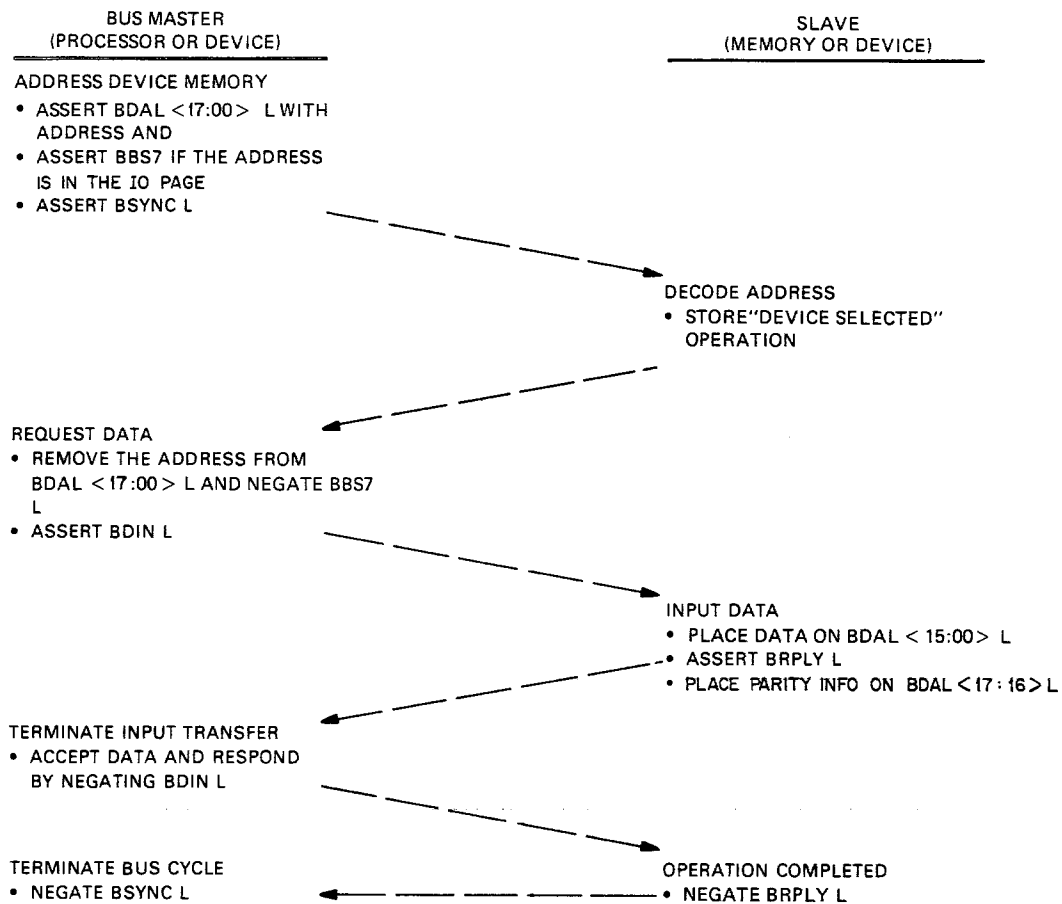 BUS MASTER
(PROCESSOR OR DEVICE)
SLAVE
(MEMORY OR DEVICE)
ADDRESS DEVICE MEMORY
• ASSERT BDAL <17:00> L WITH
ADDRESS AND
• ASSERT BBS7 IF THE ADDRESS
IS IN THE IO PAGE
• ASSERT BSYNC L
DECODE ADDRESS
• STORE"DEVICE SELECTED"
OPERATION
REQUEST DATA
• REMOVE THE ADDRESS FROM
BDAL <17:00> L AND NEGATE BBS7
L
• ASSERT BDIN L
INPUT DATA
• PLACE DATA ON BDAL < 15:00> L
• ASSERT BRPLY L
• PLACE PARITY INFO ON BDAL <17:16> L
TERMINATE INPUT TRANSFER
• ACCEPT DATA AND RESPOND
BY NEGATING BDIN L
OPERATION COMPLETED
• NEGATE BRPLY L
TERMINATE BUS CYCLE
• NEGATE BSYNC L